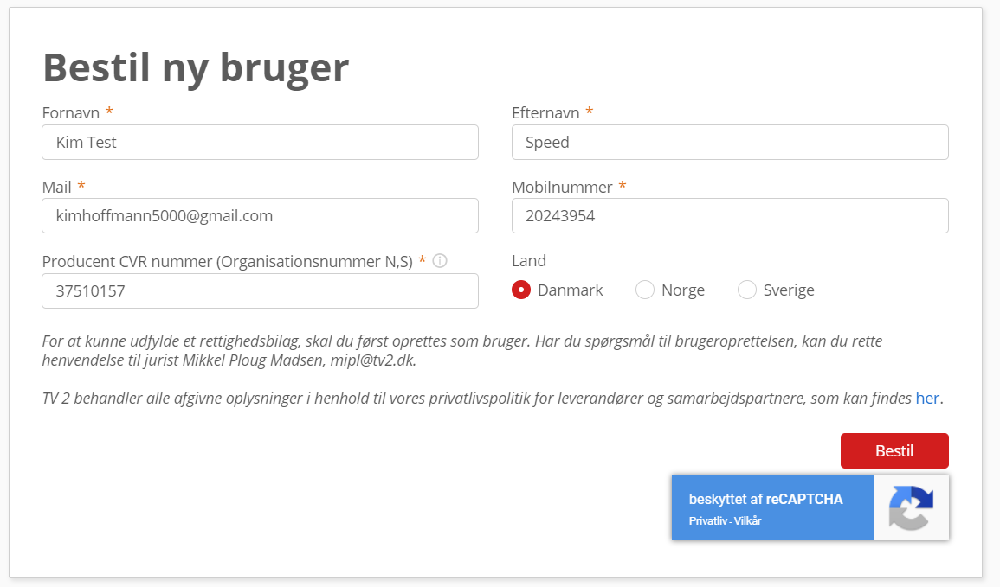 Bestil ny bruger
Fornavn * Efternavn *
Kim Test Speed
Mail * Mobilnummer *
kimhoffmann5000@gmail.com 20243954
Producent CVR nummer (Organisationsnummer N,S) * Land
37510157 Danmark Norge Sverige
For at kunne udfylde et rettighedsbilag, skal du først oprettes som bruger. Har du spørgsmål til brugeroprettelsen, kan du rette
henvendelse til jurist Mikkel Ploug Madsen, mipl@tv2.dk.
TV 2 behandler alle afgivne oplysninger i henhold til vores privatlivspolitik for leverandører og samarbejdspartnere, som kan findes her.
Bestil
beskyttet af reCAPTCHA
Privatliv - Vilkår